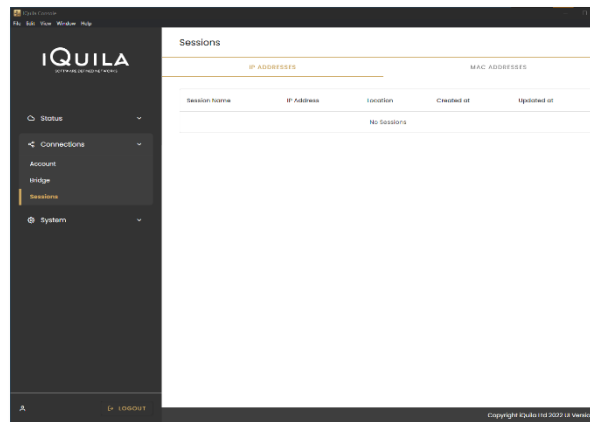 iQuila
File Edit View Window Help
IQUILA
SOFTWARE DEFINED NETWORKS
Sessions
IP ADDRESSES MAC ADDRESSES
Session Name IP Address Location Created at Updated at
No Sessions
Status
Connections
Account
Bridge
Sessions
System
LOGOUT
Copyright iQuila Ltd 2022 UI Versio